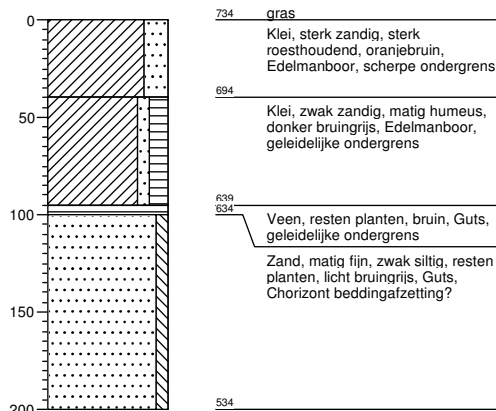 0
734 gras
Klei, sterk zandig, sterk
roesthoudend, oranjebruin,
Edelmanboor, scherpe ondergrens
694
Klei, zwak zandig, matig humeus,
donker bruingrijs, Edelmanboor,
geleidelijke ondergrens
50
639
634
Veen, resten planten, bruin, Guts,
geleidelijke ondergrens
100
Zand, matig fijn, zwak siltig, resten
planten, licht bruingrijs, Guts,
Chorizont beddingafzetting?
150
534
200